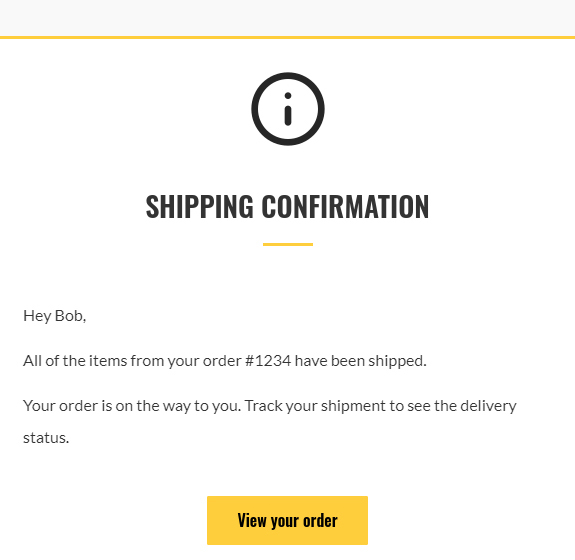 SHIPPING CONFIRMATION
Hey Bob,
All of the items from your order #1234 have been shipped.
Your order is on the way to you. Track your shipment to see the delivery
status.
View your order